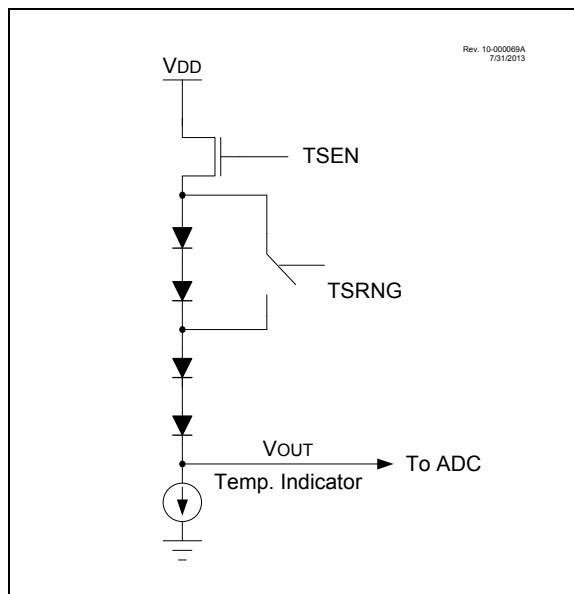 Rev. 10-000069A
7/31/2013
VDD
TSEN
TSRNG
VOUT
To ADC
Temp. Indicator